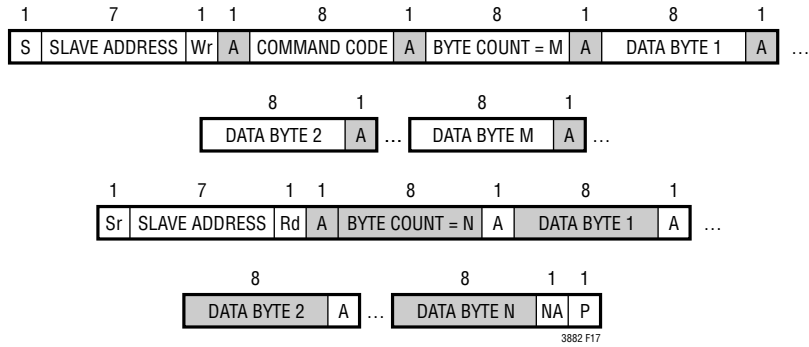 1 7 1 1 8 1 8 1 8 1
S SLAVE ADDRESS Wr A COMMAND CODE A BYTE COUNT = M A DATA BYTE 1 A …
8 1 8 1
DATA BYTE 2 A … DATA BYTE M A …
1 7 1 1 8 1 8 1
Sr SLAVE ADDRESS Rd A BYTE COUNT = N A DATA BYTE 1 A …
8 1 8 1 1
DATA BYTE 2 A … DATA BYTE N NA P
3882 F17